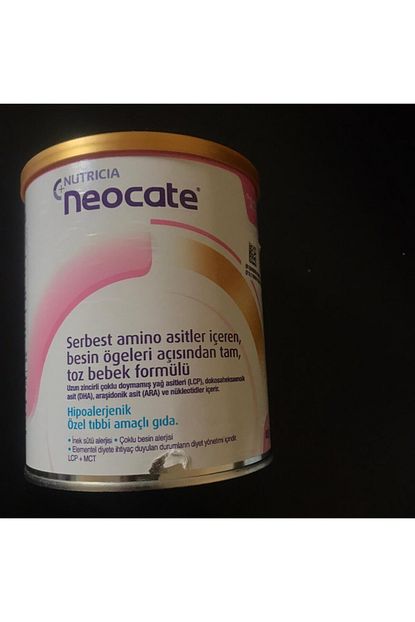 NUTRICIA
neocate®
Serbest amino asitler içeren,
besin ögeleri açısından tam,
toz bebek formülü
Uzun zincirli çoklu doymamış yağ asitleri (LCP), dokosaheksaenoik
asit (DHA), araşidonik asit (ARA) ve nükleotidler içerir.
Hipoalerjenik
Özel tıbbi amaçlı gıda.
• İnek sütü alerjisi • Çoklu besin alerjisi
• Elementel diyete ihtiyaç duyulan durumların diyet yönetimi içindir.
LCP + MCT